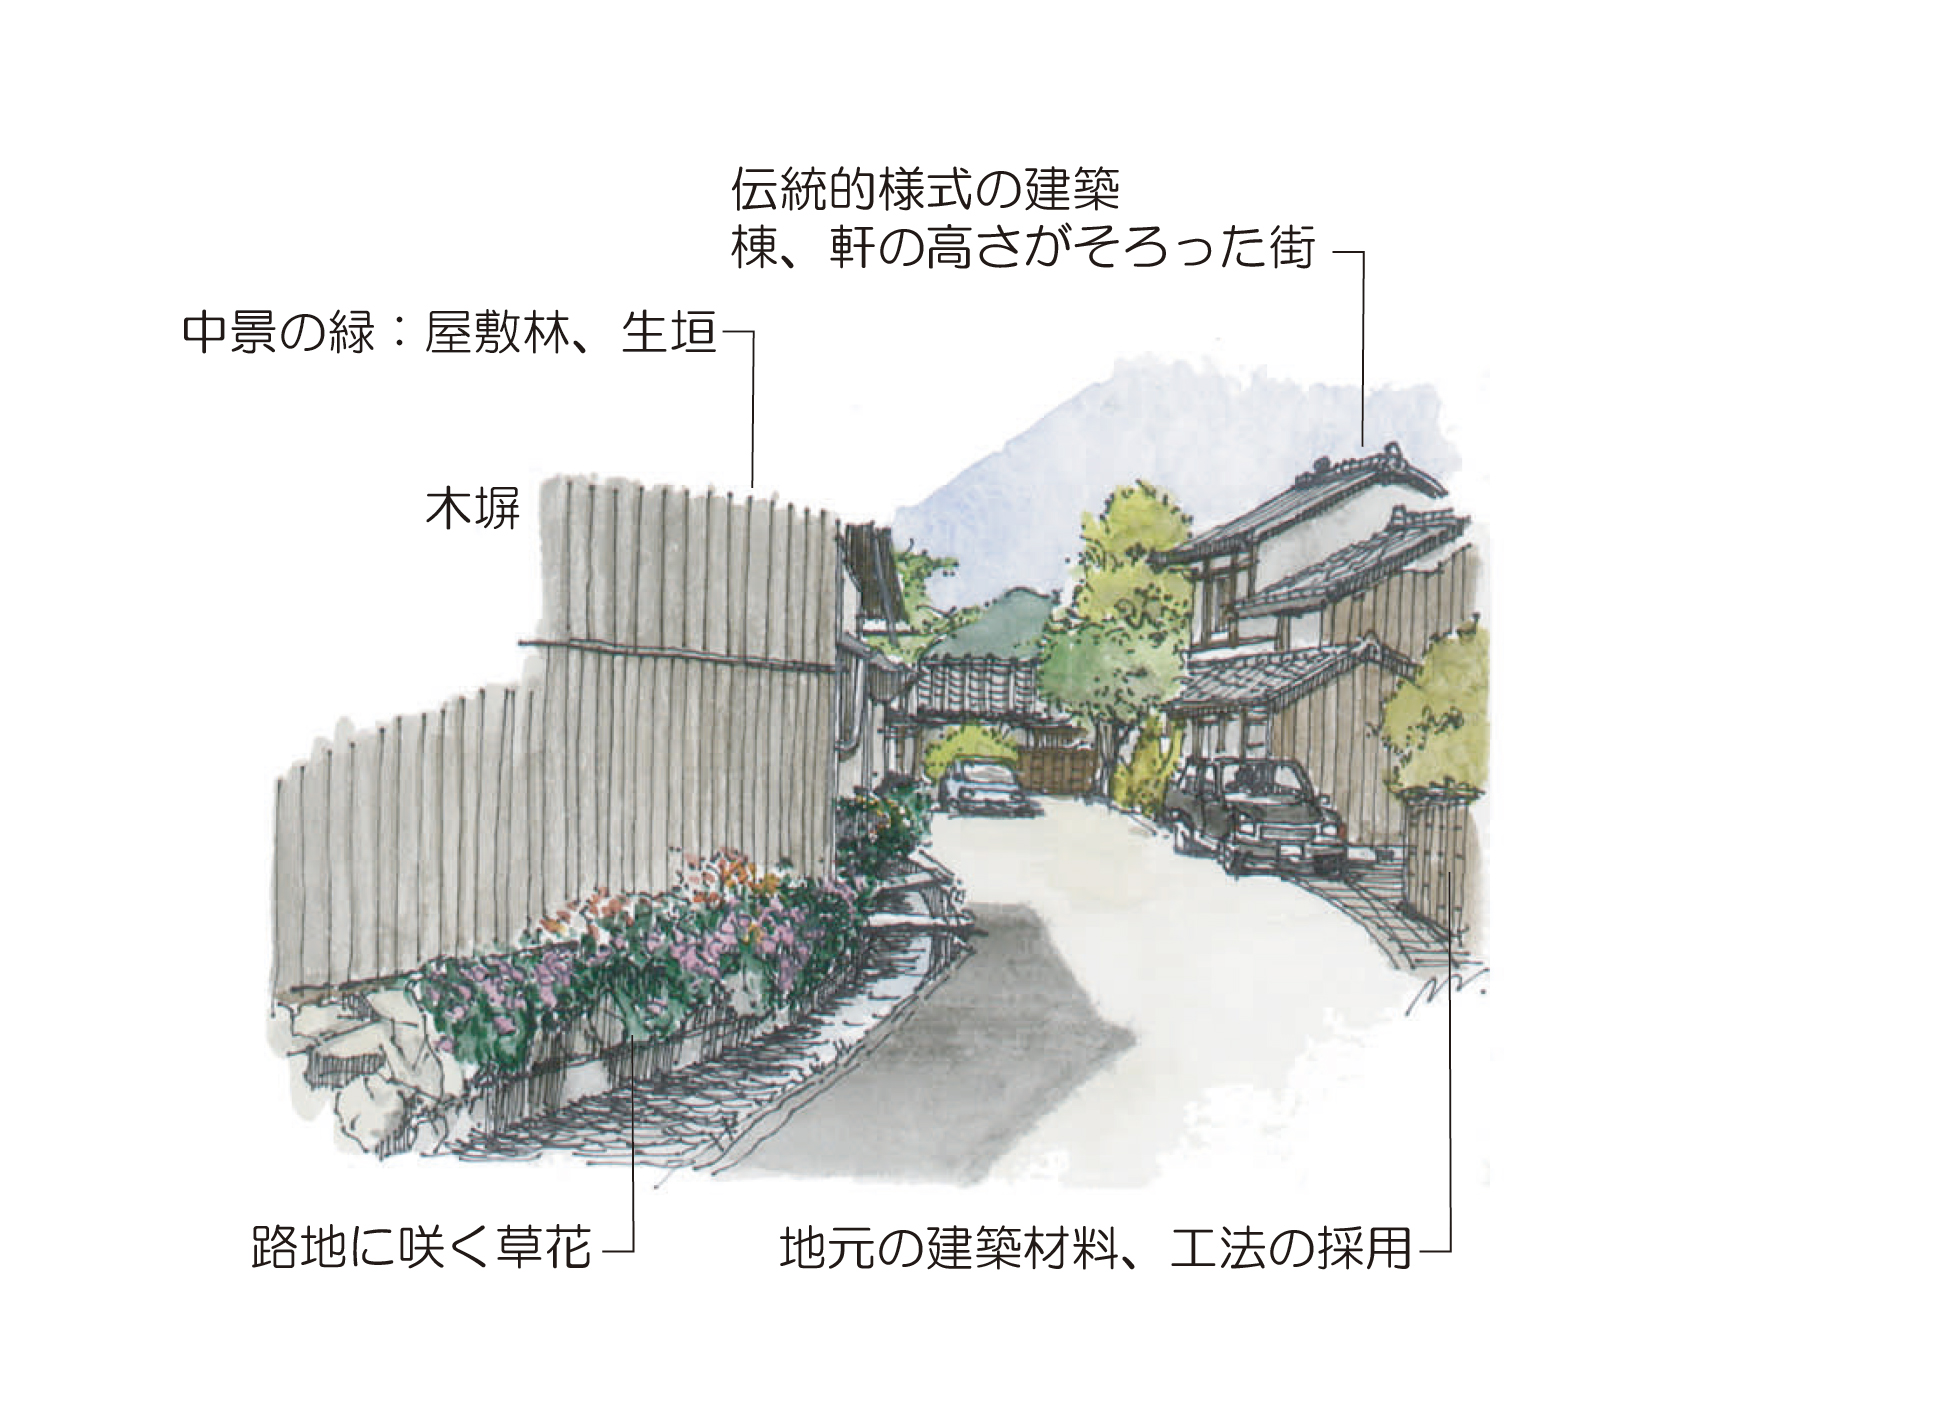 伝統的様式の建築
棟、軒の高さがそろった街
中景の緑：屋敷林、生垣
木塀
路地に咲く草花
地元の建築材料、工法の採用